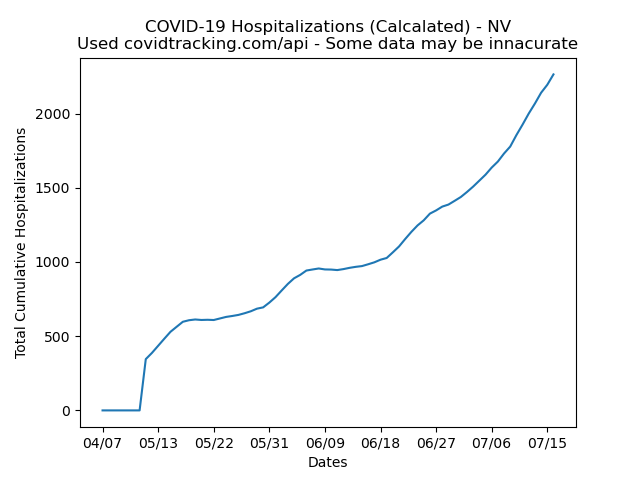 COVID-19 Hospitalizations (Calcalated) - NV
Used covidtracking.com/api - Some data may be innacurate
Total Cumulative Hospitalizations
2000
1500
1000
500
0
04/07 05/13 05/22 05/31 06/09 06/18 06/27 07/06 07/15
Dates